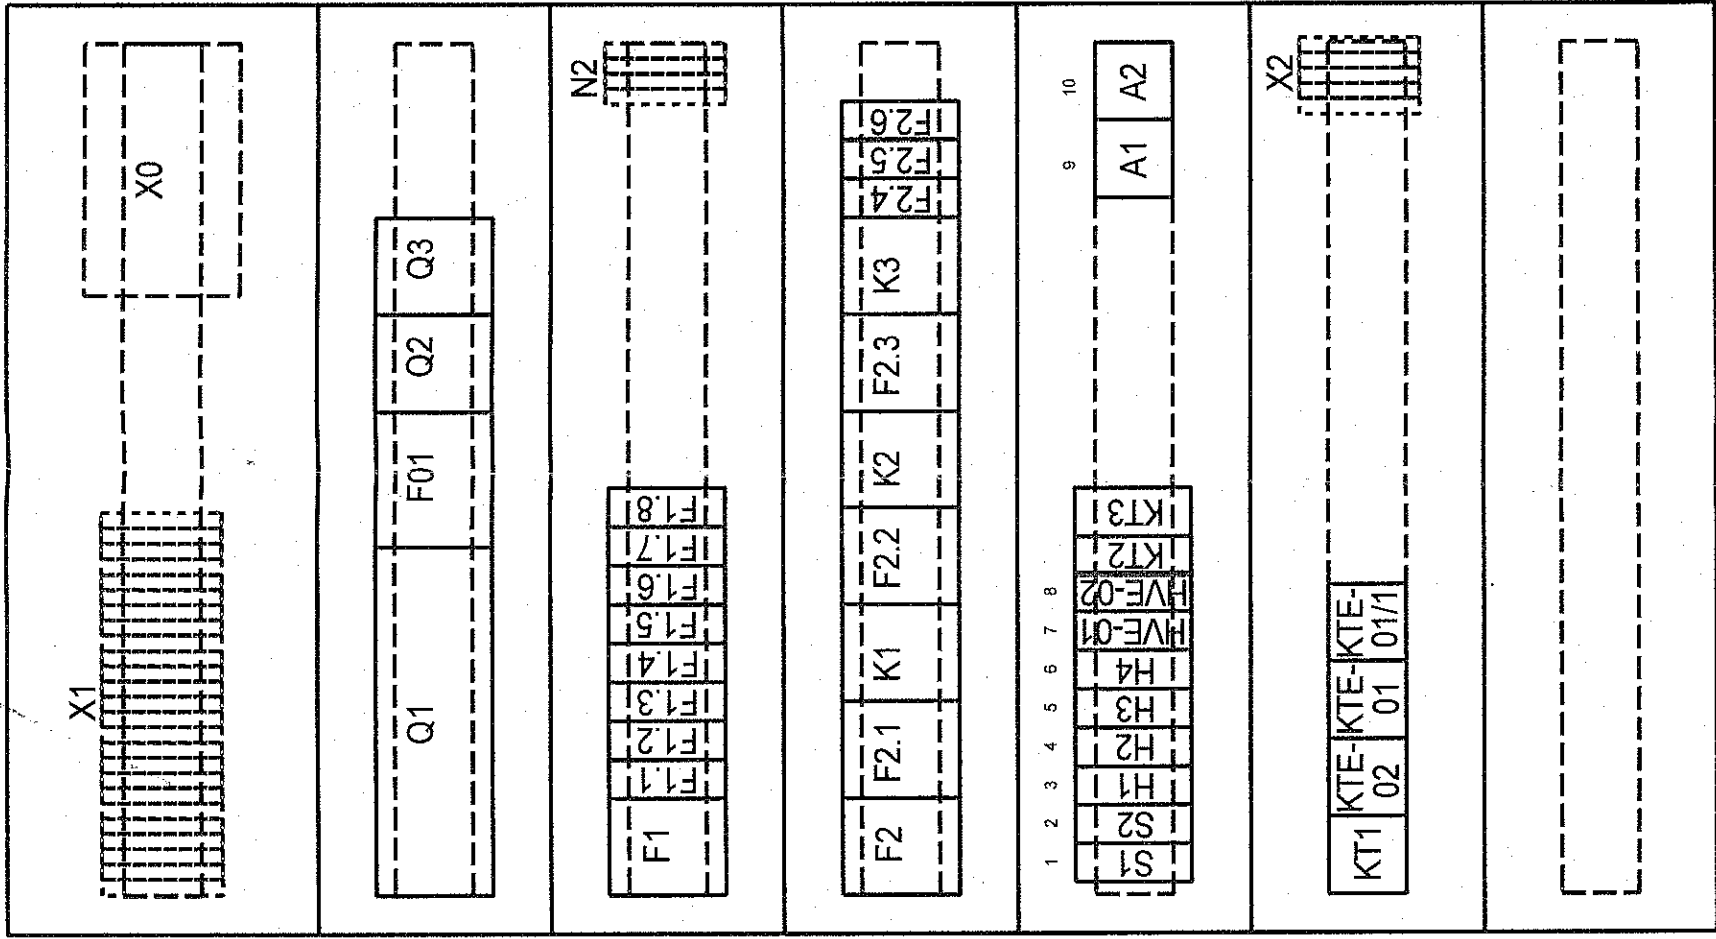 X1
X0
Q1
F01
Q2
Q3
F1
F1.1
F1.2
F1.3
F1.4
F1.5
F1.6
F1.7
F1.8
N2
F2
F2.1
K1
F2.2
K2
F2.3
K3
F2.4
F2.5
F2.6
1
2
3
4
5
6
7
8
9
10
S1
S2
H1
H2
H3
H4
HVE-01
HVE-02
KT2
KT3
A1
A2
KT1
KTE-
02
KTE-
01
KTE-
01/1
X2